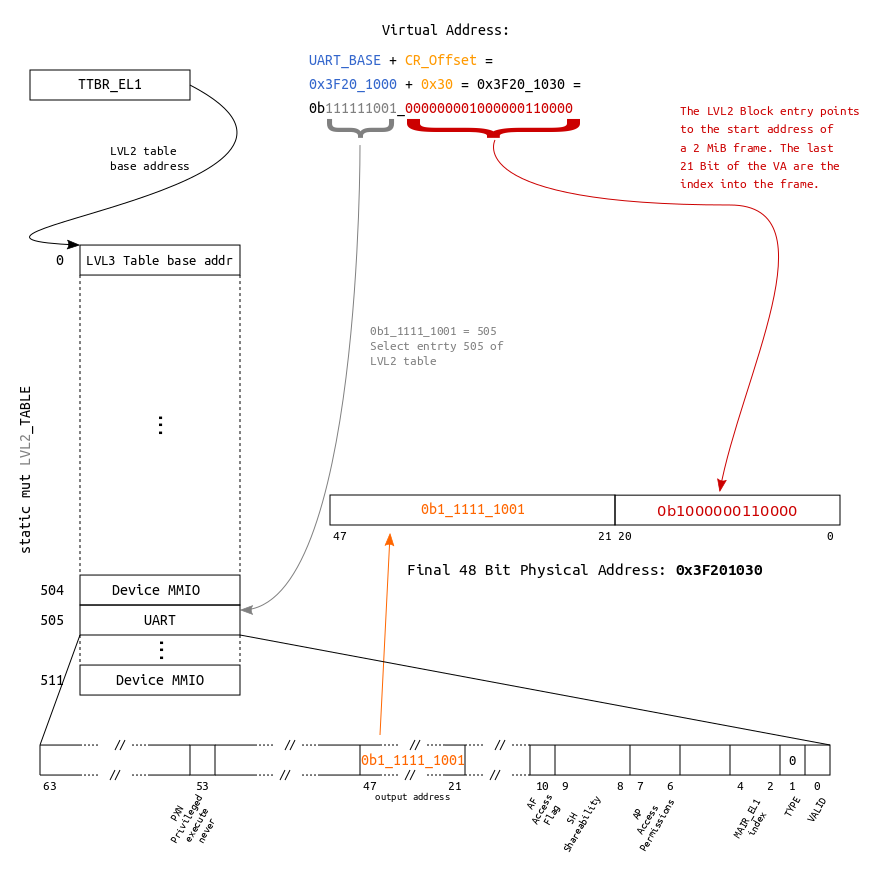 Virtual Address:
UART_BASE + CR_Offset =
0x3F20_1000 + 0x30 = 0x3F20_1030 =
0b111111001_000000001000000110000
TTBR_EL1
The LVL2 Block entry points
to the start address of
a 2 MiB frame. The last
21 Bit of the VA are the
index into the frame.
LVL2 table
base address
0
LVL3 Table base addr
0b1_1111_1001 = 505
Select entrty 505 of
LVL2 table
⋮
static mut LVL2_TABLE
0b1_1111_1001
0b1000000110000
47
21 20
0
Final 48 Bit Physical Address: 0x3F201030
504
Device MMIO
505
UART
⋮
511
Device MMIO
// // // //
0b1_1111_1001
0
// // // //
63
53
47
21
10
9
8
7
6
4
2
1
0
output address
PXN
Privileged
execute
never
AF
Access
Flag
SH
Shareability
AP
Access
Permissions
MAIR_EL1
index
TYPE
VALID